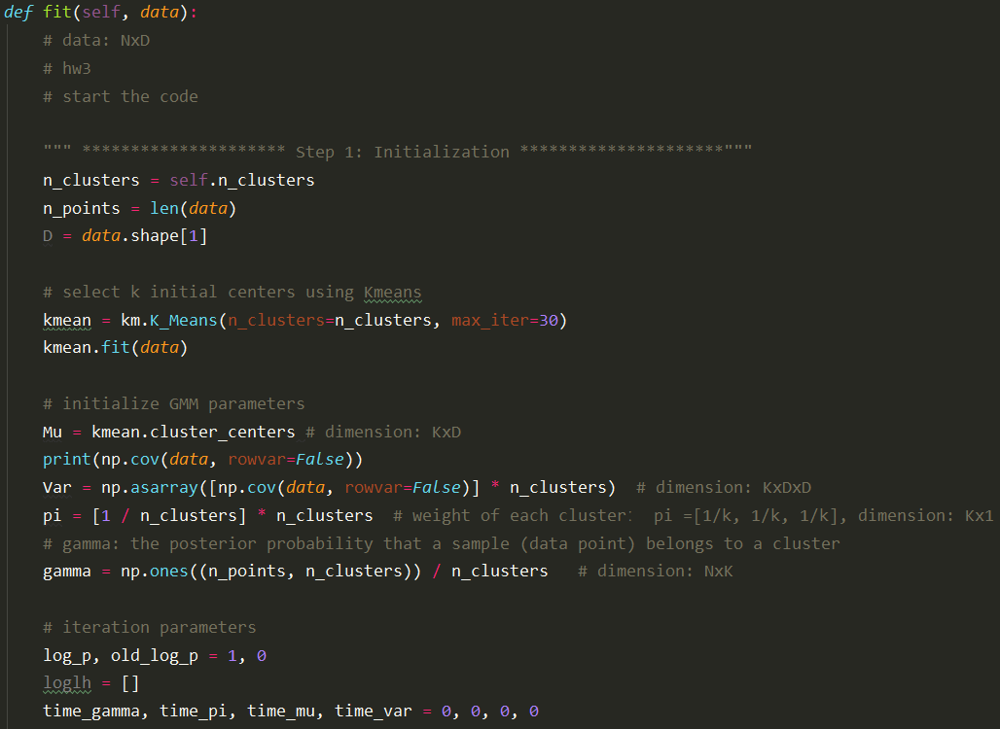 def fit(self, data):
# data: NxD
# hw3
# start the code
""" ********************* Step 1: Initialization *********************"""
n_clusters = self.n_clusters
n_points = len(data)
D = data.shape[1]
# select k initial centers using Kmeans
kmean = km.K_Means(n_clusters=n_clusters, max_iter=30)
kmean.fit(data)
# initialize GMM parameters
Mu = kmean.cluster_centers # dimension: KxD
print(np.cov(data, rowvar=False))
Var = np.asarray([np.cov(data, rowvar=False)] * n_clusters)  # dimension: KxDxD
pi = [1 / n_clusters] * n_clusters  # weight of each cluster： pi =[1/k, 1/k, 1/k], dimension: Kx1
# gamma: the posterior probability that a sample (data point) belongs to a cluster
gamma = np.ones((n_points, n_clusters)) / n_clusters   # dimension: NxK
# iteration parameters
log_p, old_log_p = 1, 0
loglh = []
time_gamma, time_pi, time_mu, time_var = 0, 0, 0, 0